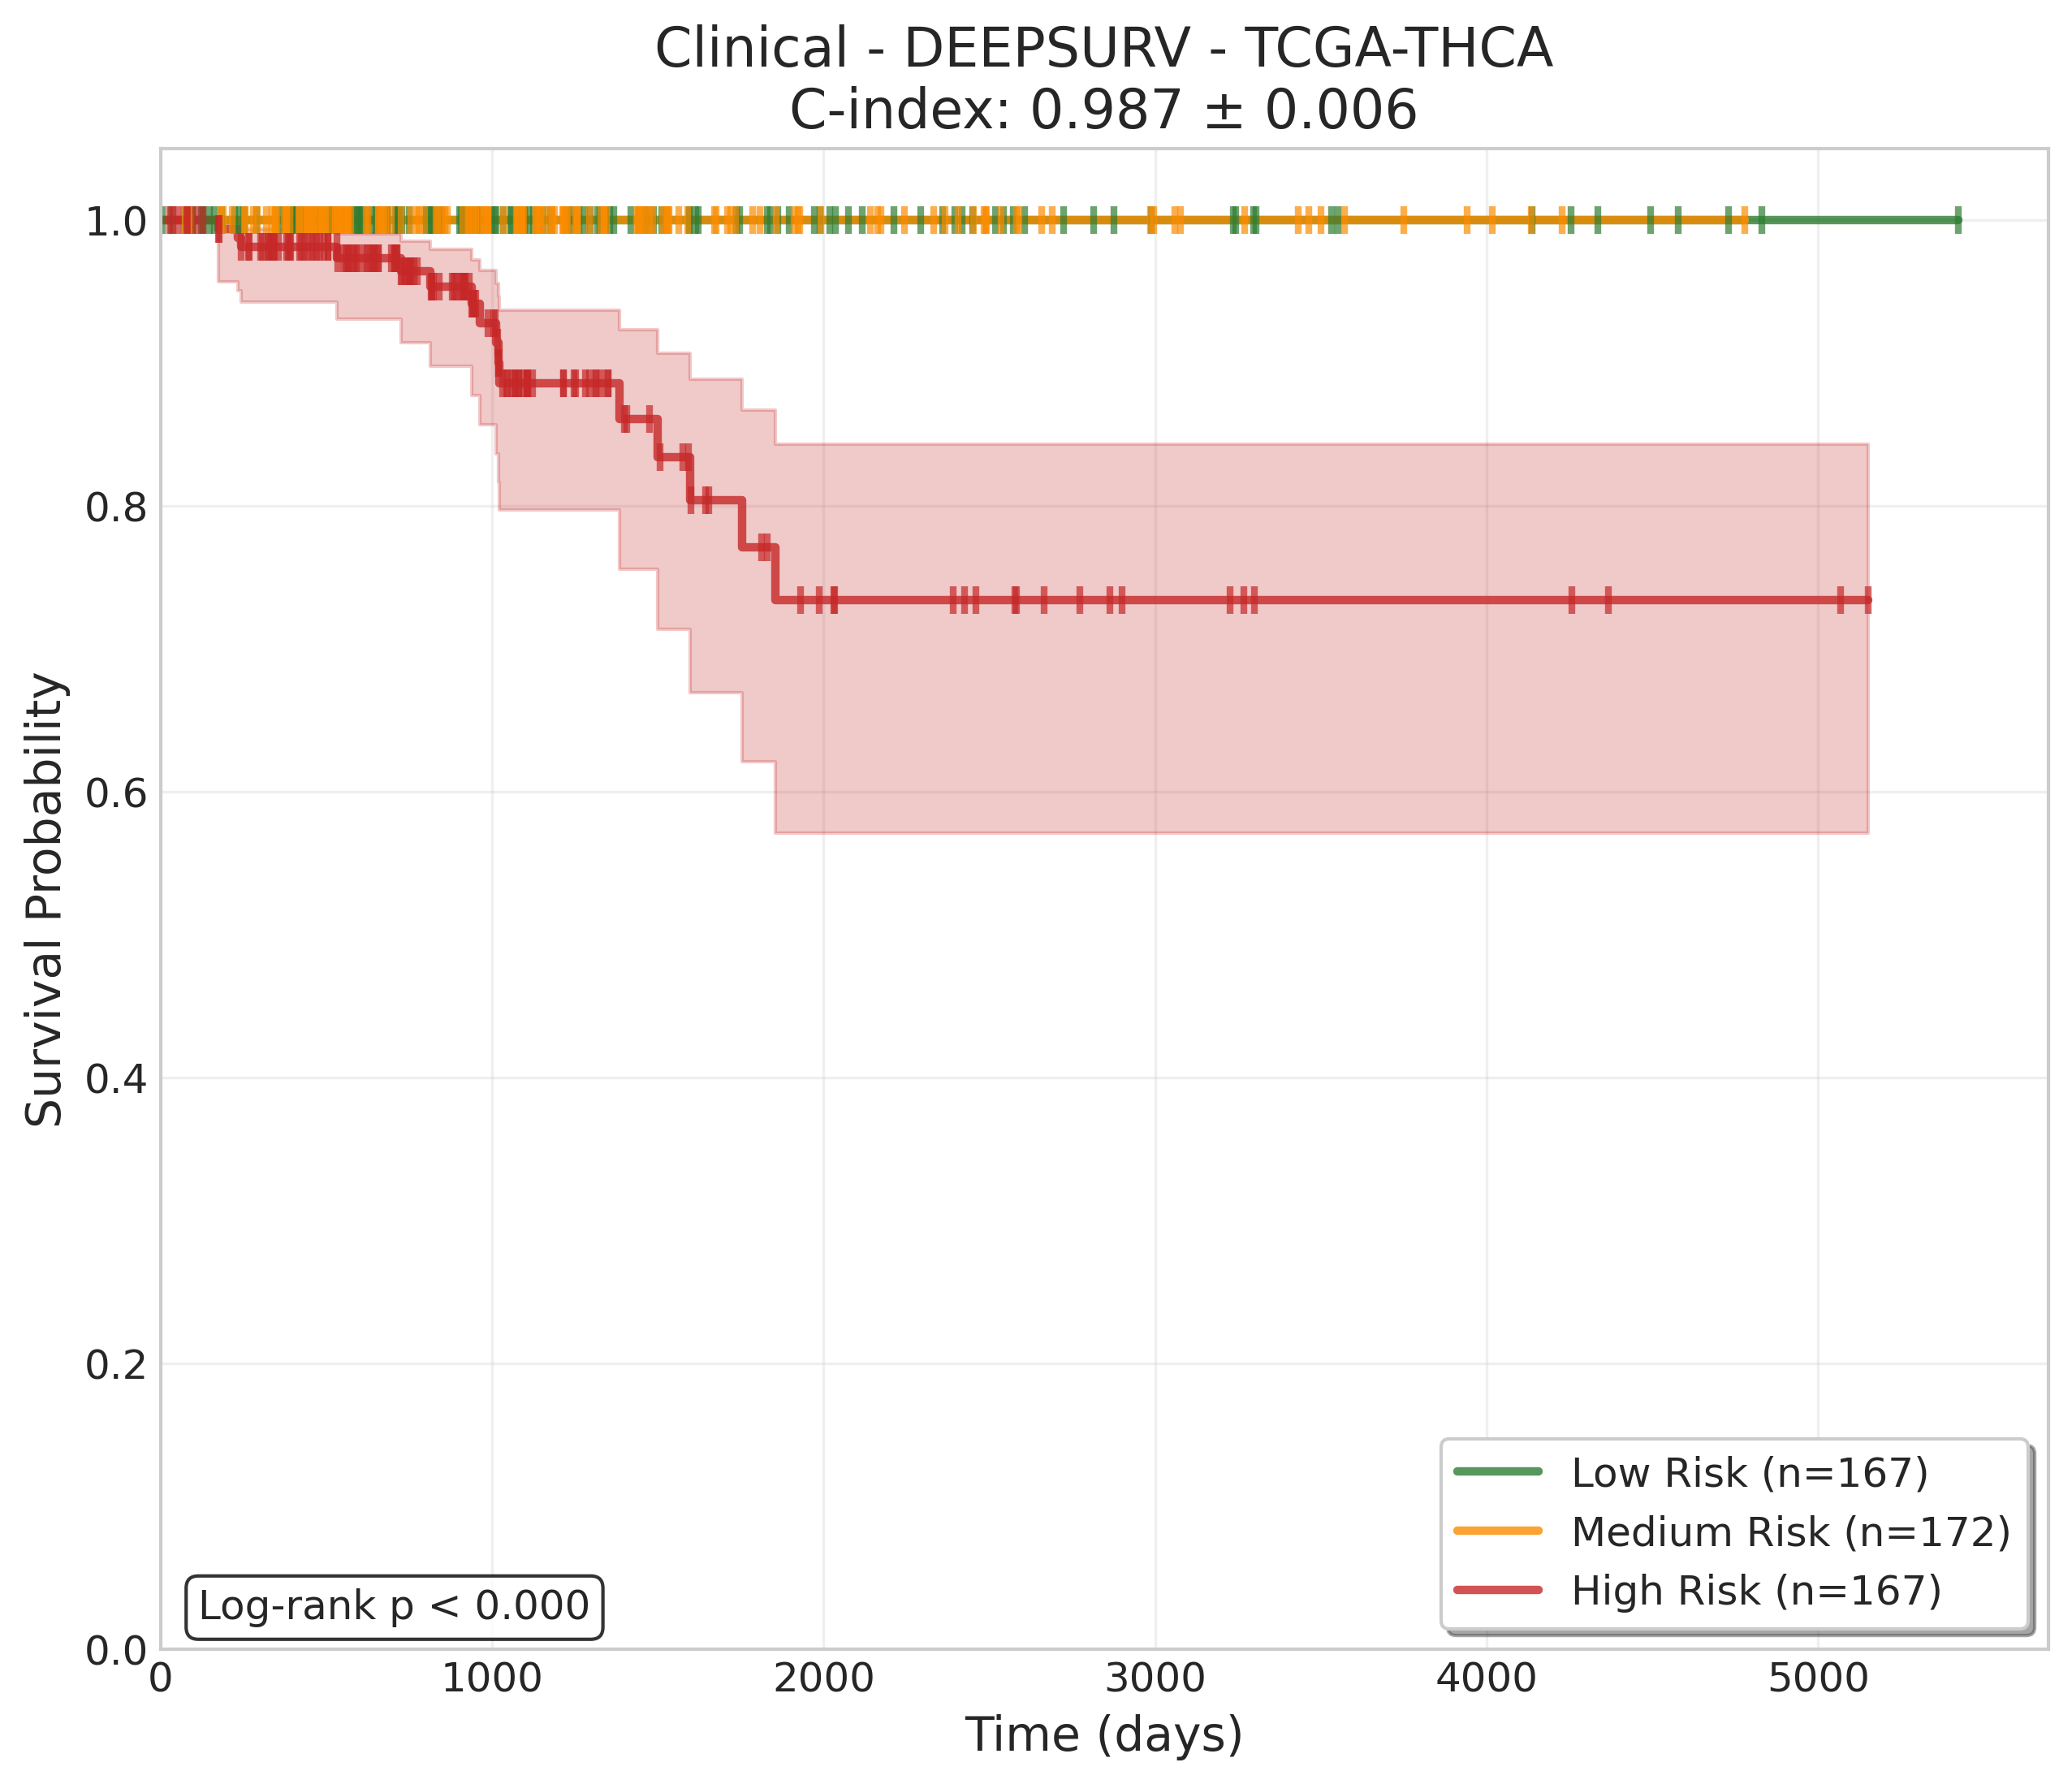 Clinical - DEEPSURV - TCGA-THCA
C-index: 0.987 ± 0.006
Survival Probability
1.0
0.8
0.6
0.4
0.2
0.0
0 1000 2000 3000 4000 5000
Time (days)
Log-rank p < 0.000
Low Risk (n=167)
Medium Risk (n=172)
High Risk (n=167)